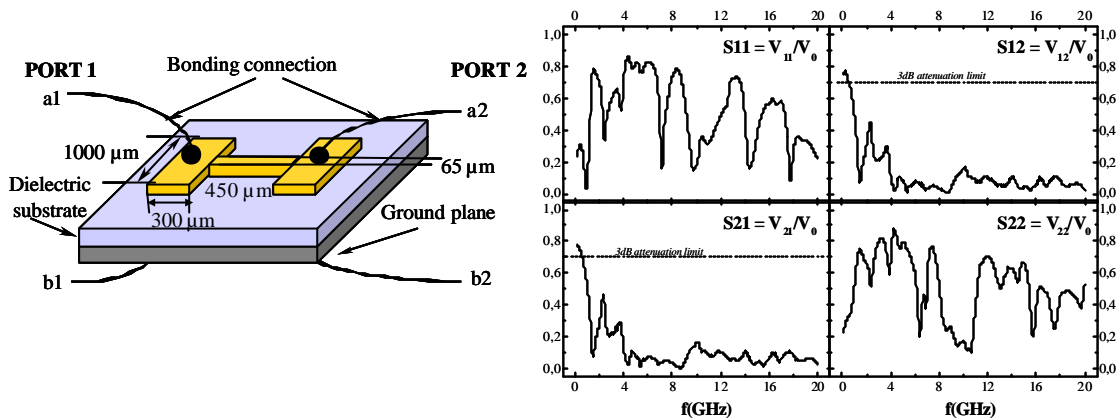 PORT 1
Bonding connection
PORT 2
a1
a2
1000 µm
65 µm
Dielectric
substrate
450 µm
300 µm
Ground plane
b1
b2
0 4 8 12 16 20
0 4 8 12 16 20
1,0
0,8
0,6
0,4
0,2
0,0
S11 = V11/V0
S12 = V12/V0
3dB attenuation limit
1,0
0,8
0,6
0,4
0,2
0,0
1,0
0,8
0,6
0,4
0,2
0,0
S21 = V21/V0
3dB attenuation limit
S22 = V22/V0
1,0
0,8
0,6
0,4
0,2
0,0
0 4 8 12 16 20
0 4 8 12 16 20
f(GHz)
f(GHz)